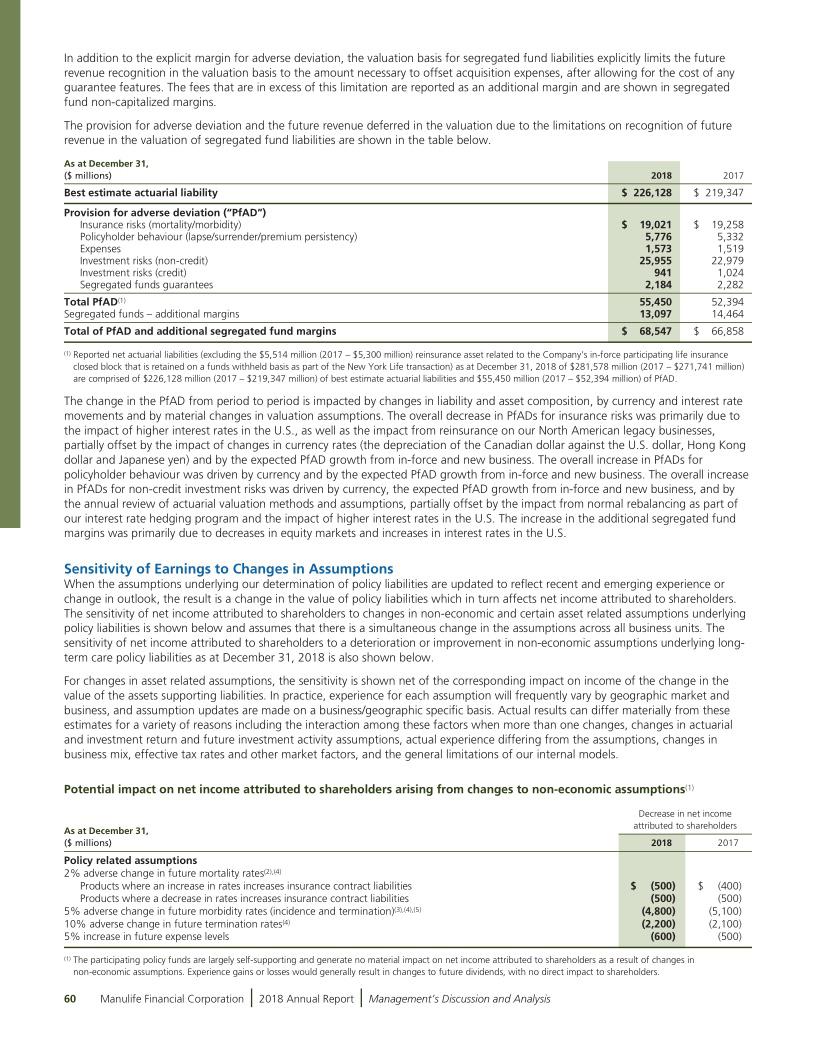 In addition to the explicit margin for adverse deviation, the valuation basis for segregated fund liabilities explicitly limits the future
revenue recognition in the valuation basis to the amount necessary to offset acquisition expenses, after allowing for the cost of any
guarantee features. The fees that are in excess of this limitation are reported as an additional margin and are shown in segregated
fund non-capitalized margins.
The provision for adverse deviation and the future revenue deferred in the valuation due to the limitations on recognition of future
revenue in the valuation of segregated fund liabilities are shown in the table below.
As at December 31,
($ millions) 2018 2017
Best estimate actuarial liability $ 226,128 $ 219,347
Provision for adverse deviation (“PfAD”)
Insurance risks (mortality/morbidity) $ 19,021 $ 19,258
Policyholder behaviour (lapse/surrender/premium persistency) 5,776 5,332
Expenses 1,573 1,519
Investment risks (non-credit) 25,955 22,979
Investment risks (credit) 941 1,024
Segregated funds guarantees 2,184 2,282
Total PfAD(1) 55,450 52,394
Segregated funds – additional margins 13,097 14,464
Total of PfAD and additional segregated fund margins $ 68,547 $ 66,858
(1) Reported net actuarial liabilities (excluding the $5,514 million (2017 – $5,300 million) reinsurance asset related to the Company’s in-force participating life insurance
closed block that is retained on a funds withheld basis as part of the New York Life transaction) as at December 31, 2018 of $281,578 million (2017 – $271,741 million)
are comprised of $226,128 million (2017 – $219,347 million) of best estimate actuarial liabilities and $55,450 million (2017 – $52,394 million) of PfAD.
The change in the PfAD from period to period is impacted by changes in liability and asset composition, by currency and interest rate
movements and by material changes in valuation assumptions. The overall decrease in PfADs for insurance risks was primarily due to
the impact of higher interest rates in the U.S., as well as the impact from reinsurance on our North American legacy businesses,
partially offset by the impact of changes in currency rates (the depreciation of the Canadian dollar against the U.S. dollar, Hong Kong
dollar and Japanese yen) and by the expected PfAD growth from in-force and new business. The overall increase in PfADs for
policyholder behaviour was driven by currency and by the expected PfAD growth from in-force and new business. The overall increase
in PfADs for non-credit investment risks was driven by currency, the expected PfAD growth from in-force and new business, and by
the annual review of actuarial valuation methods and assumptions, partially offset by the impact from normal rebalancing as part of
our interest rate hedging program and the impact of higher interest rates in the U.S. The increase in the additional segregated fund
margins was primarily due to decreases in equity markets and increases in interest rates in the U.S.
Sensitivity of Earnings to Changes in Assumptions
When the assumptions underlying our determination of policy liabilities are updated to reflect recent and emerging experience or
change in outlook, the result is a change in the value of policy liabilities which in turn affects net income attributed to shareholders.
The sensitivity of net income attributed to shareholders to changes in non-economic and certain asset related assumptions underlying
policy liabilities is shown below and assumes that there is a simultaneous change in the assumptions across all business units. The
sensitivity of net income attributed to shareholders to a deterioration or improvement in non-economic assumptions underlying long-
term care policy liabilities as at December 31, 2018 is also shown below.
For changes in asset related assumptions, the sensitivity is shown net of the corresponding impact on income of the change in the
value of the assets supporting liabilities. In practice, experience for each assumption will frequently vary by geographic market and
business, and assumption updates are made on a business/geographic specific basis. Actual results can differ materially from these
estimates for a variety of reasons including the interaction among these factors when more than one changes, changes in actuarial
and investment return and future investment activity assumptions, actual experience differing from the assumptions, changes in
business mix, effective tax rates and other market factors, and the general limitations of our internal models.
Potential impact on net income attributed to shareholders arising from changes to non-economic assumptions(1)
Decrease in net income
attributed to shareholders
As at December 31,
($ millions) 2018 2017
Policy related assumptions
2% adverse change in future mortality rates(2),(4)
Products where an increase in rates increases insurance contract liabilities $ (500) $ (400)
Products where a decrease in rates increases insurance contract liabilities (500) (500)
5% adverse change in future morbidity rates (incidence and termination)(3),(4),(5) (4,800) (5,100)
10% adverse change in future termination rates(4) (2,200) (2,100)
5% increase in future expense levels (600) (500)
(1) The participating policy funds are largely self-supporting and generate no material impact on net income attributed to shareholders as a result of changes in
non-economic assumptions. Experience gains or losses would generally result in changes to future dividends, with no direct impact to shareholders.
60 Manulife Financial Corporation | 2018 Annual Report | Management’s Discussion and Analysis